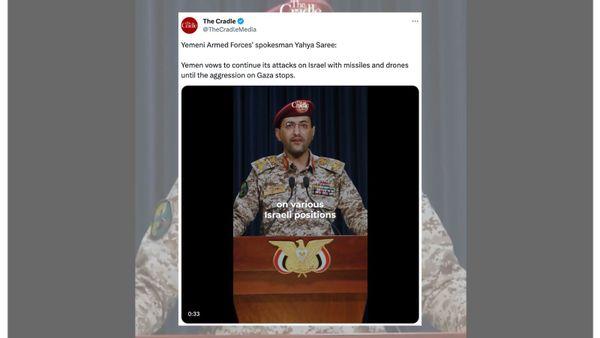 The Cradle
@TheCradleMedia
Yemeni Armed Forces' spokesman Yahya Saree:
Yemen vows to continue its attacks on Israel with missiles and drones
until the aggression on Gaza stops.
The Cradle
on various
Israeli positions
0:33